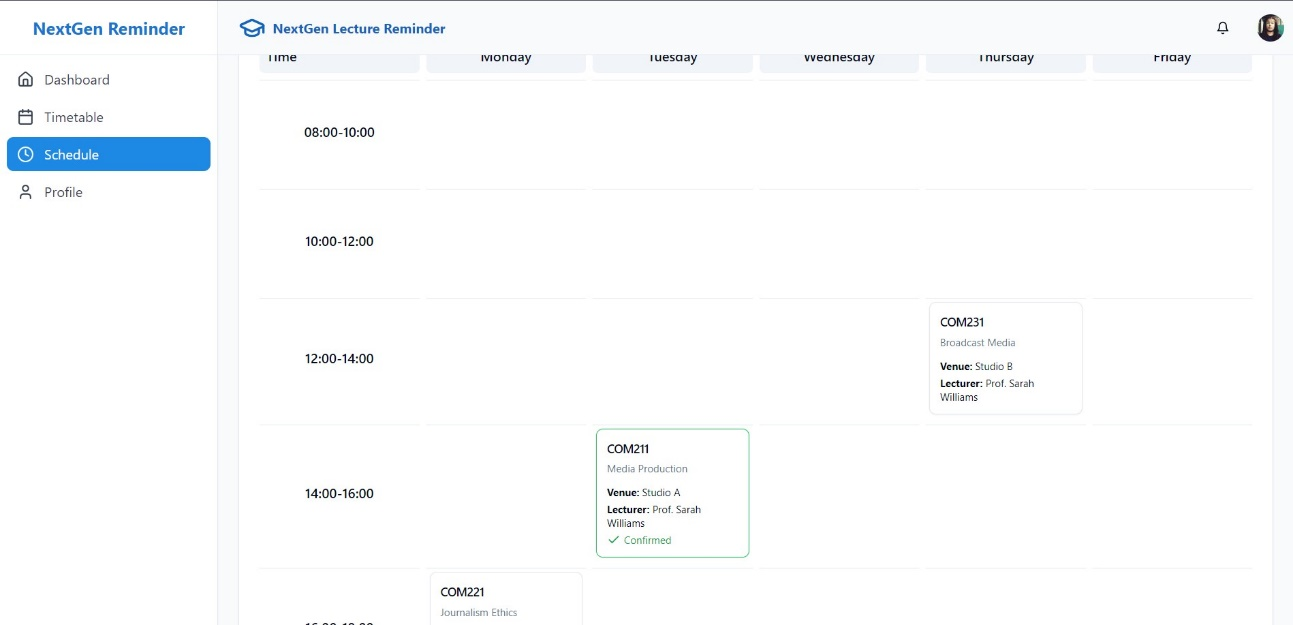 NextGen Reminder
NextGen Lecture Reminder
Dashboard
Timetable
Schedule
Profile
Time Monday Tuesday Wednesday Thursday Friday
08:00-10:00
10:00-12:00
12:00-14:00
COM231
Broadcast Media
Venue: Studio B
Lecturer: Prof. Sarah
Williams
14:00-16:00
COM211
Media Production
Venue: Studio A
Lecturer: Prof. Sarah
Williams
Confirmed
COM221
Journalism Ethics